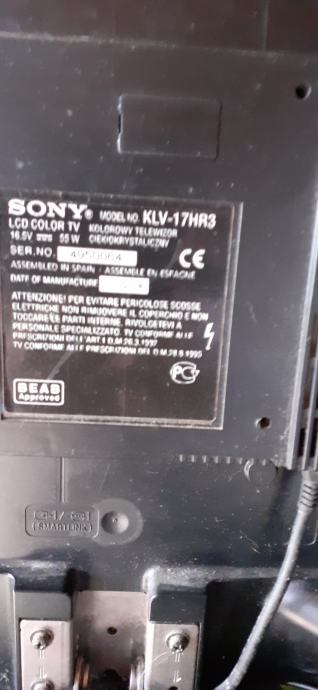 SONY® MODEL NO. KLV-17HR3
LCD COLOR TV KOLOROWY TELEWIZOR
16.5V 55W CIEKŁOKRYSTALICZNY
SER.NO. 4950064
ASSEMBLED IN SPAIN - ASSEMBLE EN ESPAGNE CE
DATE OF MANUFACTURE
ATTENZIONE! PER EVITARE PERICOLOSE SCOSSE
ELETTRICHE NON RIMUOVERE IL COPERCHIO E NON
TOCCARE LE PARTI INTERNE. RIVOLGETEVI A
PERSONALE SPECIALIZZATO. TV CONFORME ALLE
PRESCRIZIONI DELL'ART.1 D.M.26.3.1992
TV CONFORME ALLE PRESCRIZIONI DEL D.M.28.8.1995
BEAB
Approved
SMARTLINK